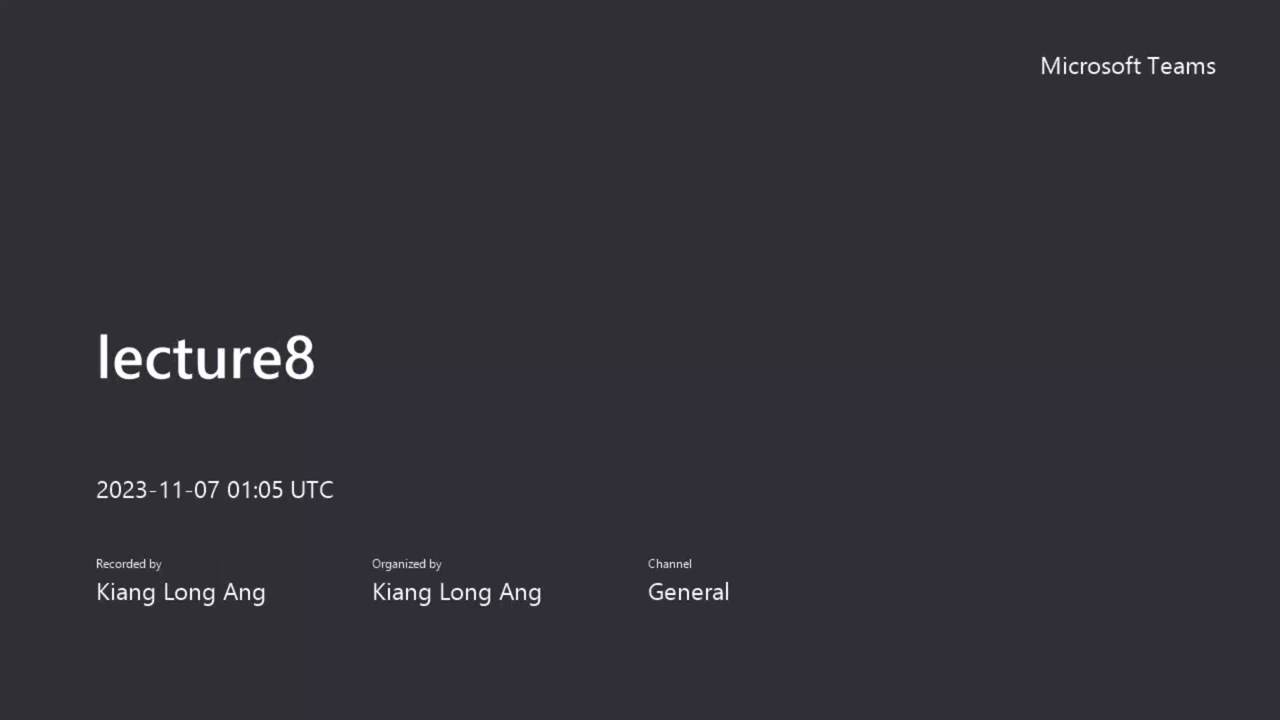 Microsoft Teams
lecture8
2023-11-07 01:05 UTC
Recorded by
Kiang Long Ang
Organized by
Kiang Long Ang
Channel
General